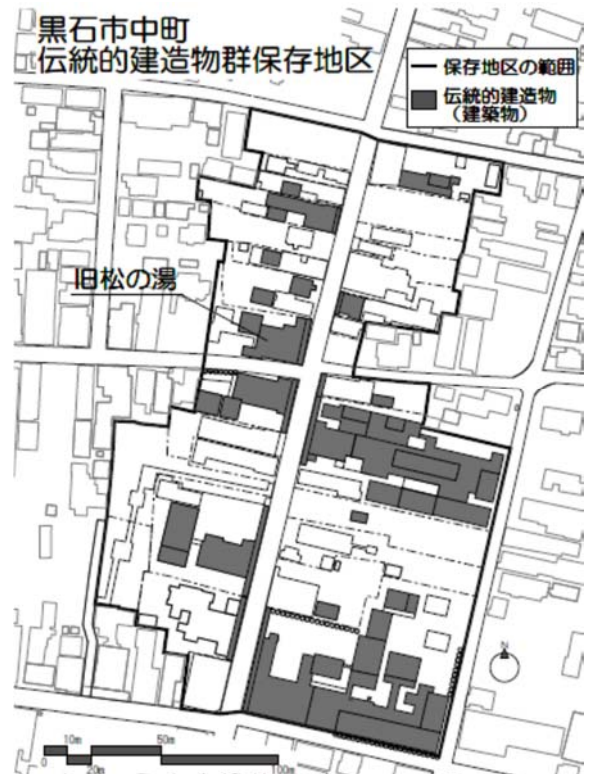 黒石市中町
伝統的建造物群保存地区
保存地区の範囲
伝統的建造物
(建築物)
旧松の湯
N
10m
50m
0
20m
100m